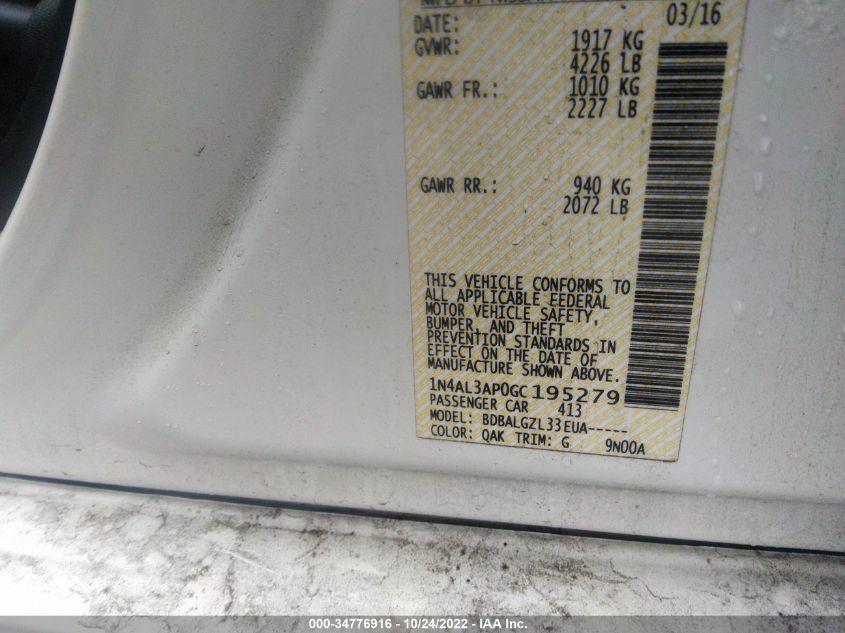 MFD BY NISSAN
DATE: 03/16
GVWR: 1917 KG
4226 LB
GAWR FR.: 1010 KG
2227 LB
GAWR RR.: 940 KG
2072 LB
THIS VEHICLE CONFORMS TO
ALL APPLICABLE FEDERAL
MOTOR VEHICLE SAFETY,
BUMPER, AND THEFT
PREVENTION STANDARDS IN
EFFECT ON THE DATE OF
MANUFACTURE SHOWN ABOVE.
1N4AL3AP0GC195279
PASSENGER CAR 413
MODEL: BDBALGZL33EUA-----
COLOR: QAK TRIM: G 9N00A
000-34776916 - 10/24/2022 - IAA Inc.